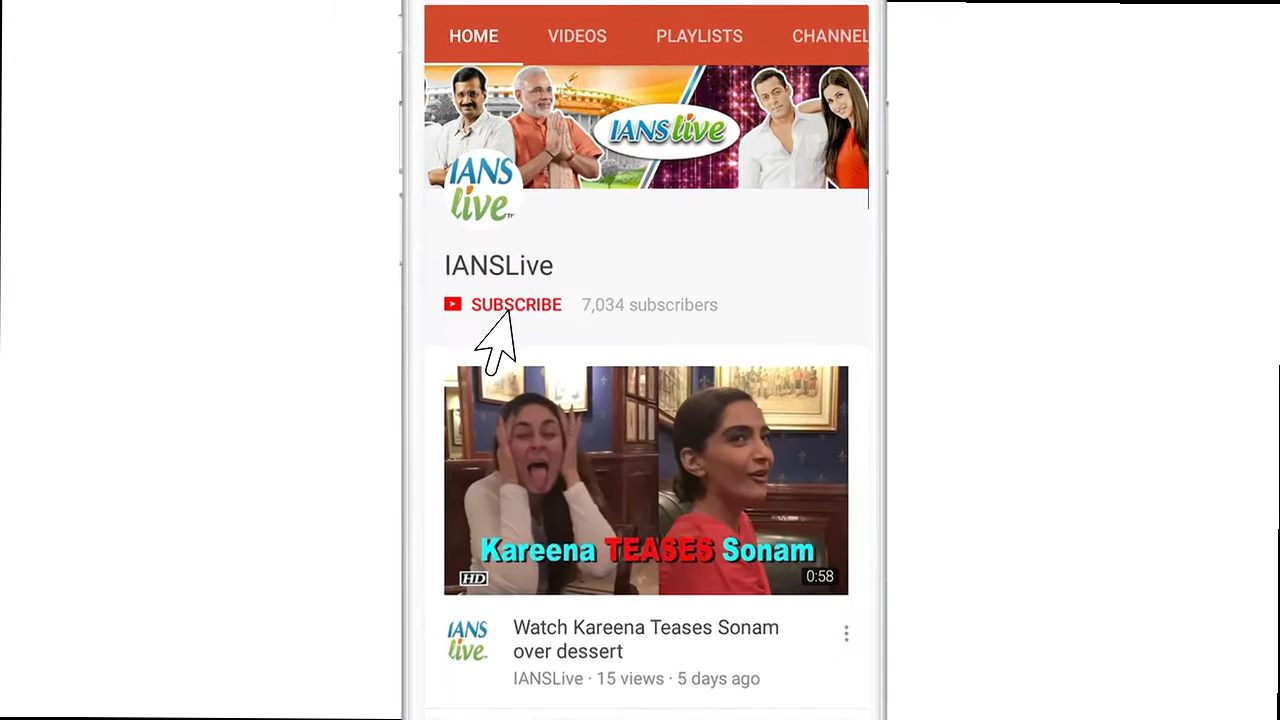 HOME VIDEOS PLAYLISTS CHANNEL
IANS live
IANS
live TM
IANSLive
SUBSCRIBE 7,034 subscribers
Kareena TEASES Sonam
HD 0:58
IANS
live
Watch Kareena Teases Sonam
over dessert
IANSLive · 15 views · 5 days ago